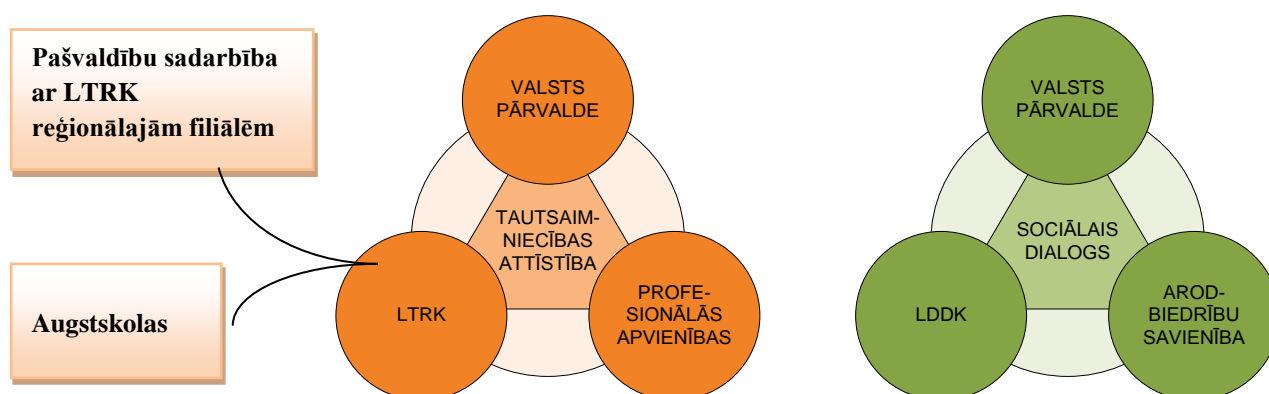 Pašvaldību sadarbība
ar LTRK
reģionālajām filiālēm
Augstskolas
VALSTS
PĀRVALDE
TAUTSAIM-
NIECĪBAS
ATTĪSTĪBA
LTRK
PROFE-
SIONĀLĀS
APVIENĪBAS
VALSTS
PĀRVALDE
SOCIĀLAIS
DIALOGS
LDDK
AROD-
BIEDRĪBU
SAVIENĪBA